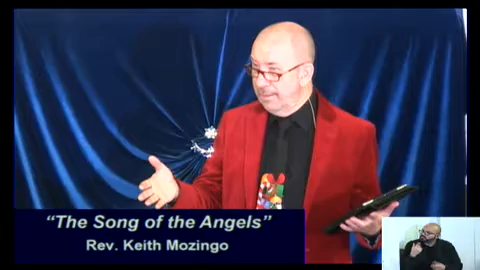 “The Song of the Angels”
Rev. Keith Mozingo